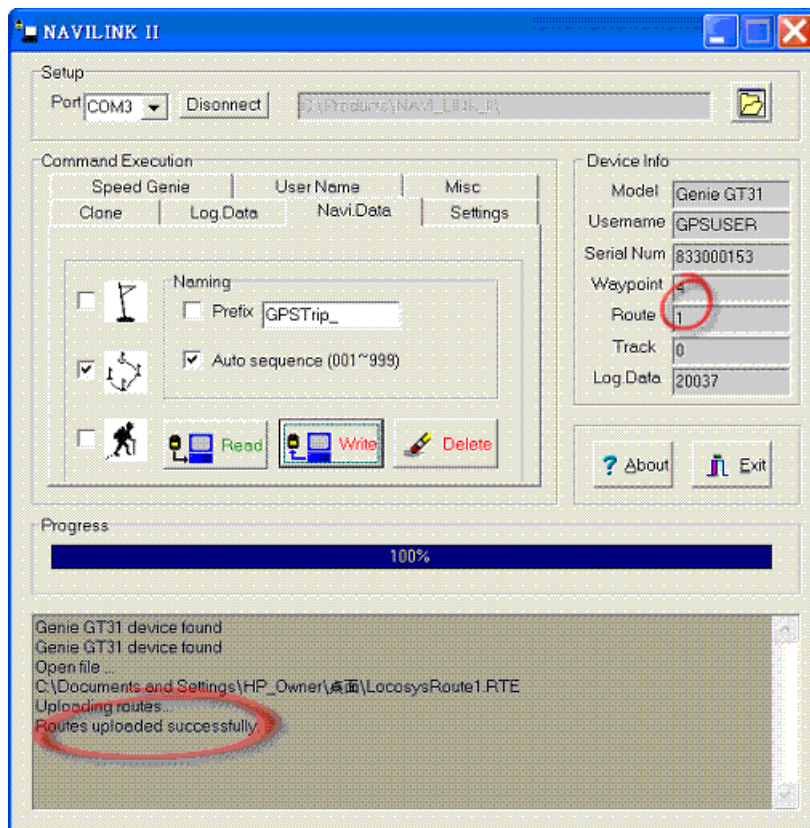 NAVILINK II
Setup
Port COM3 Disonnect C:\Products\NAVI_LINK_II\
Command Execution
Speed Genie User Name Misc
Clone Log.Data Navi.Data Settings
Naming
Prefix GPSTrip_
Auto sequence (001~999)
Read Write Delete
Device Info
Model Genie GT31
Username GPSUSER
Serial Num 833000153
Waypoint 4
Route 1
Track 0
Log.Data 20037
? About Exit
Progress
100%
Genie GT31 device found
Genie GT31 device found
Open file ...
C:\Documents and Settings\HP_Owner\桌面\LocosysRoute1.RTE
Uploading routes...
Routes uploaded successfully.